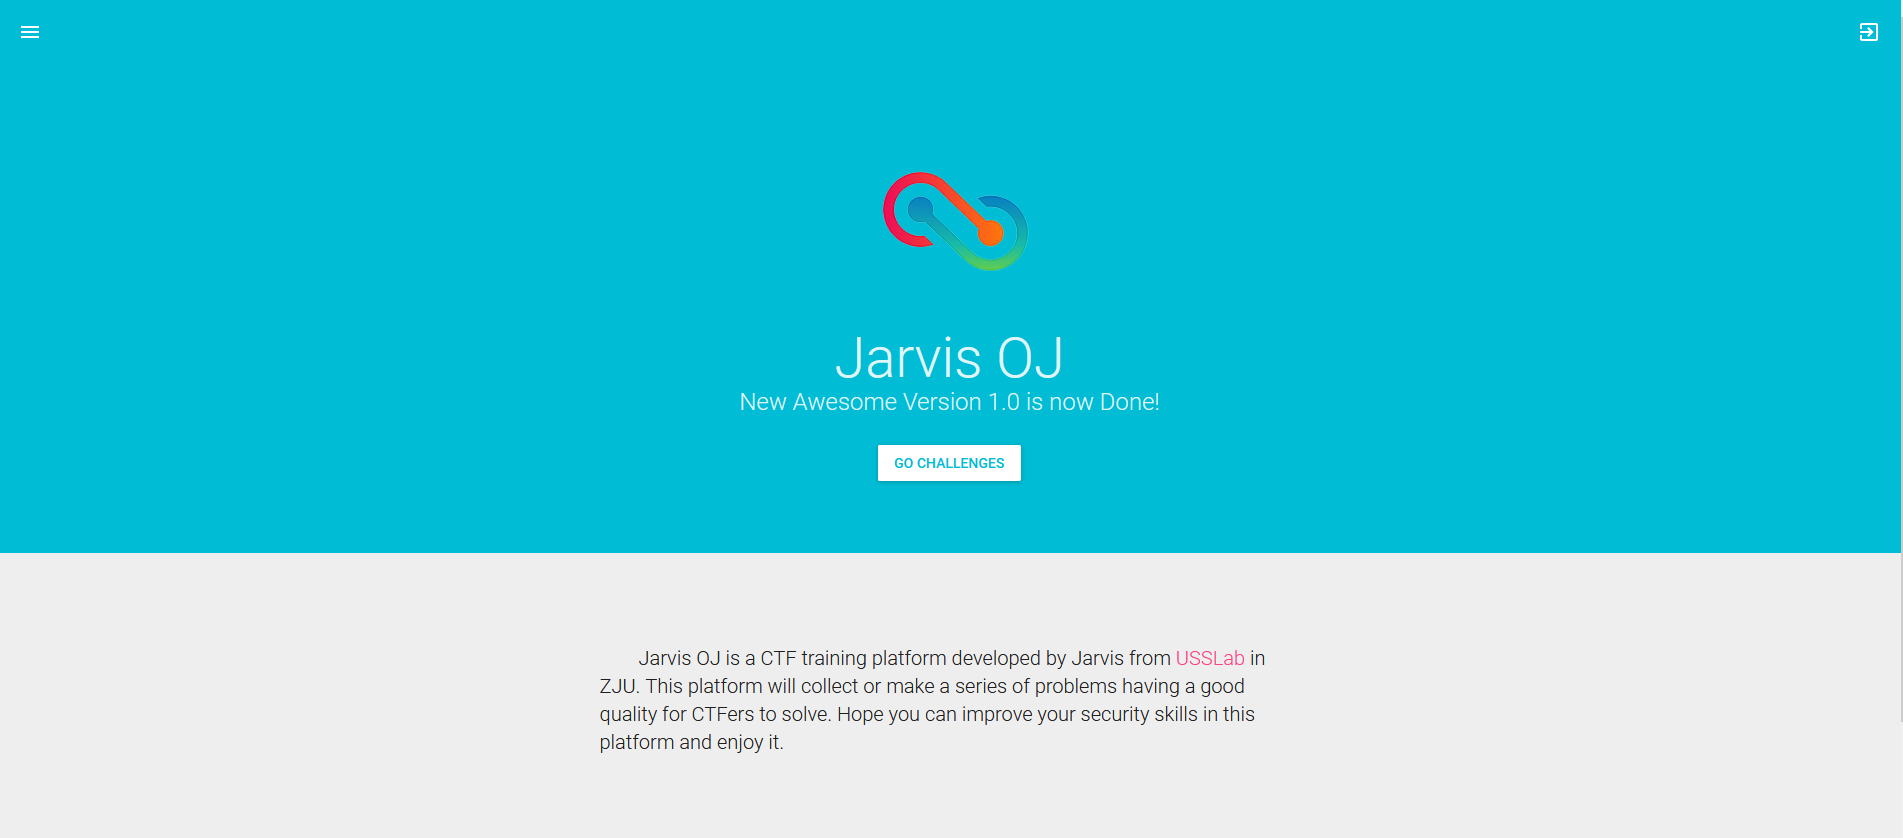 Jarvis OJ
New Awesome Version 1.0 is now Done!
GO CHALLENGES
Jarvis OJ is a CTF training platform developed by Jarvis from USSLab in
ZJU. This platform will collect or make a series of problems having a good
quality for CTFers to solve. Hope you can improve your security skills in this
platform and enjoy it.